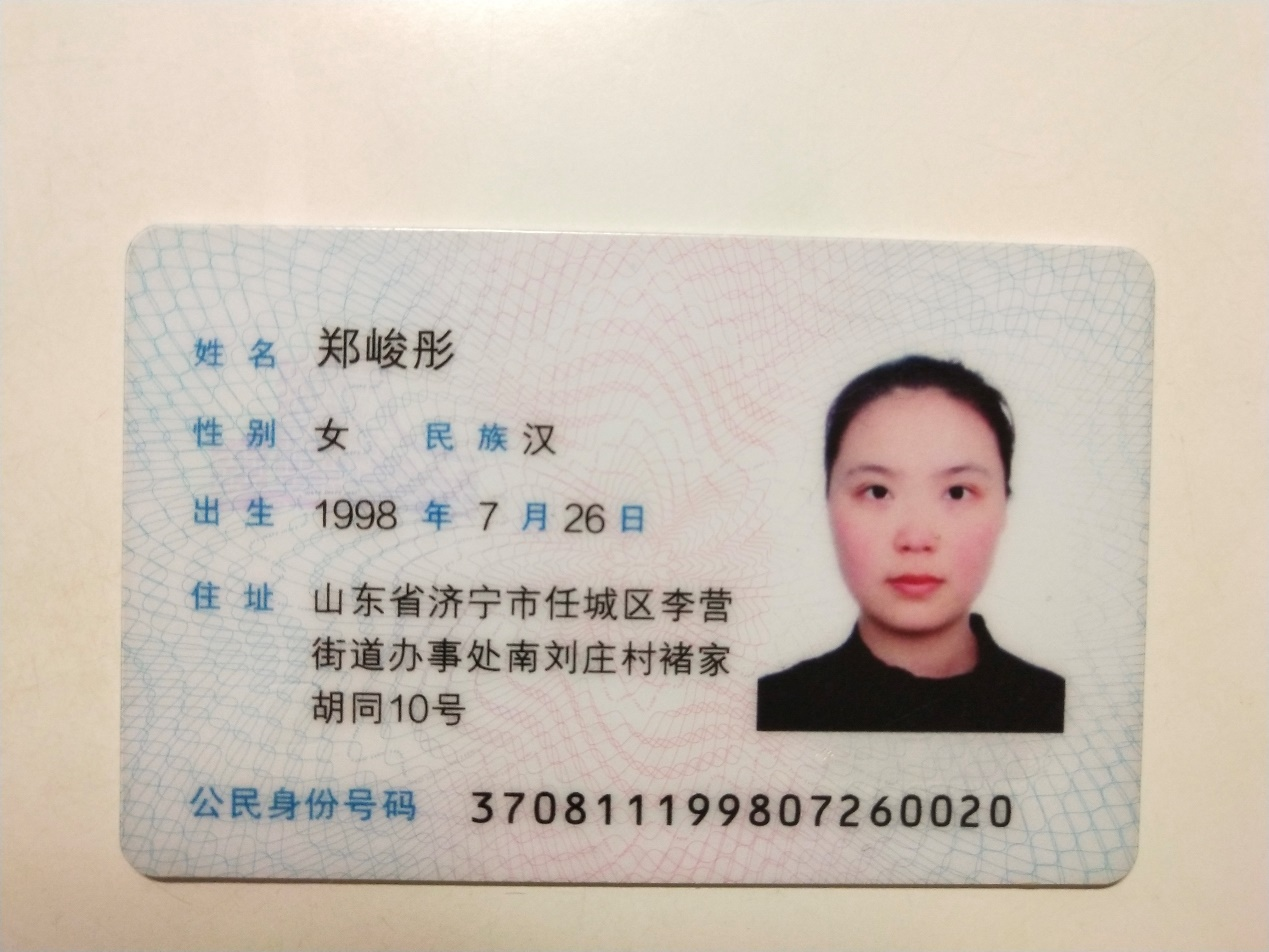 姓名 郑峻彤
性别 女 民族 汉
出生 1998 年 7 月 26 日
住址 山东省济宁市任城区李营
街道办事处南刘庄村褚家
胡同10号
公民身份号码 370811199807260020